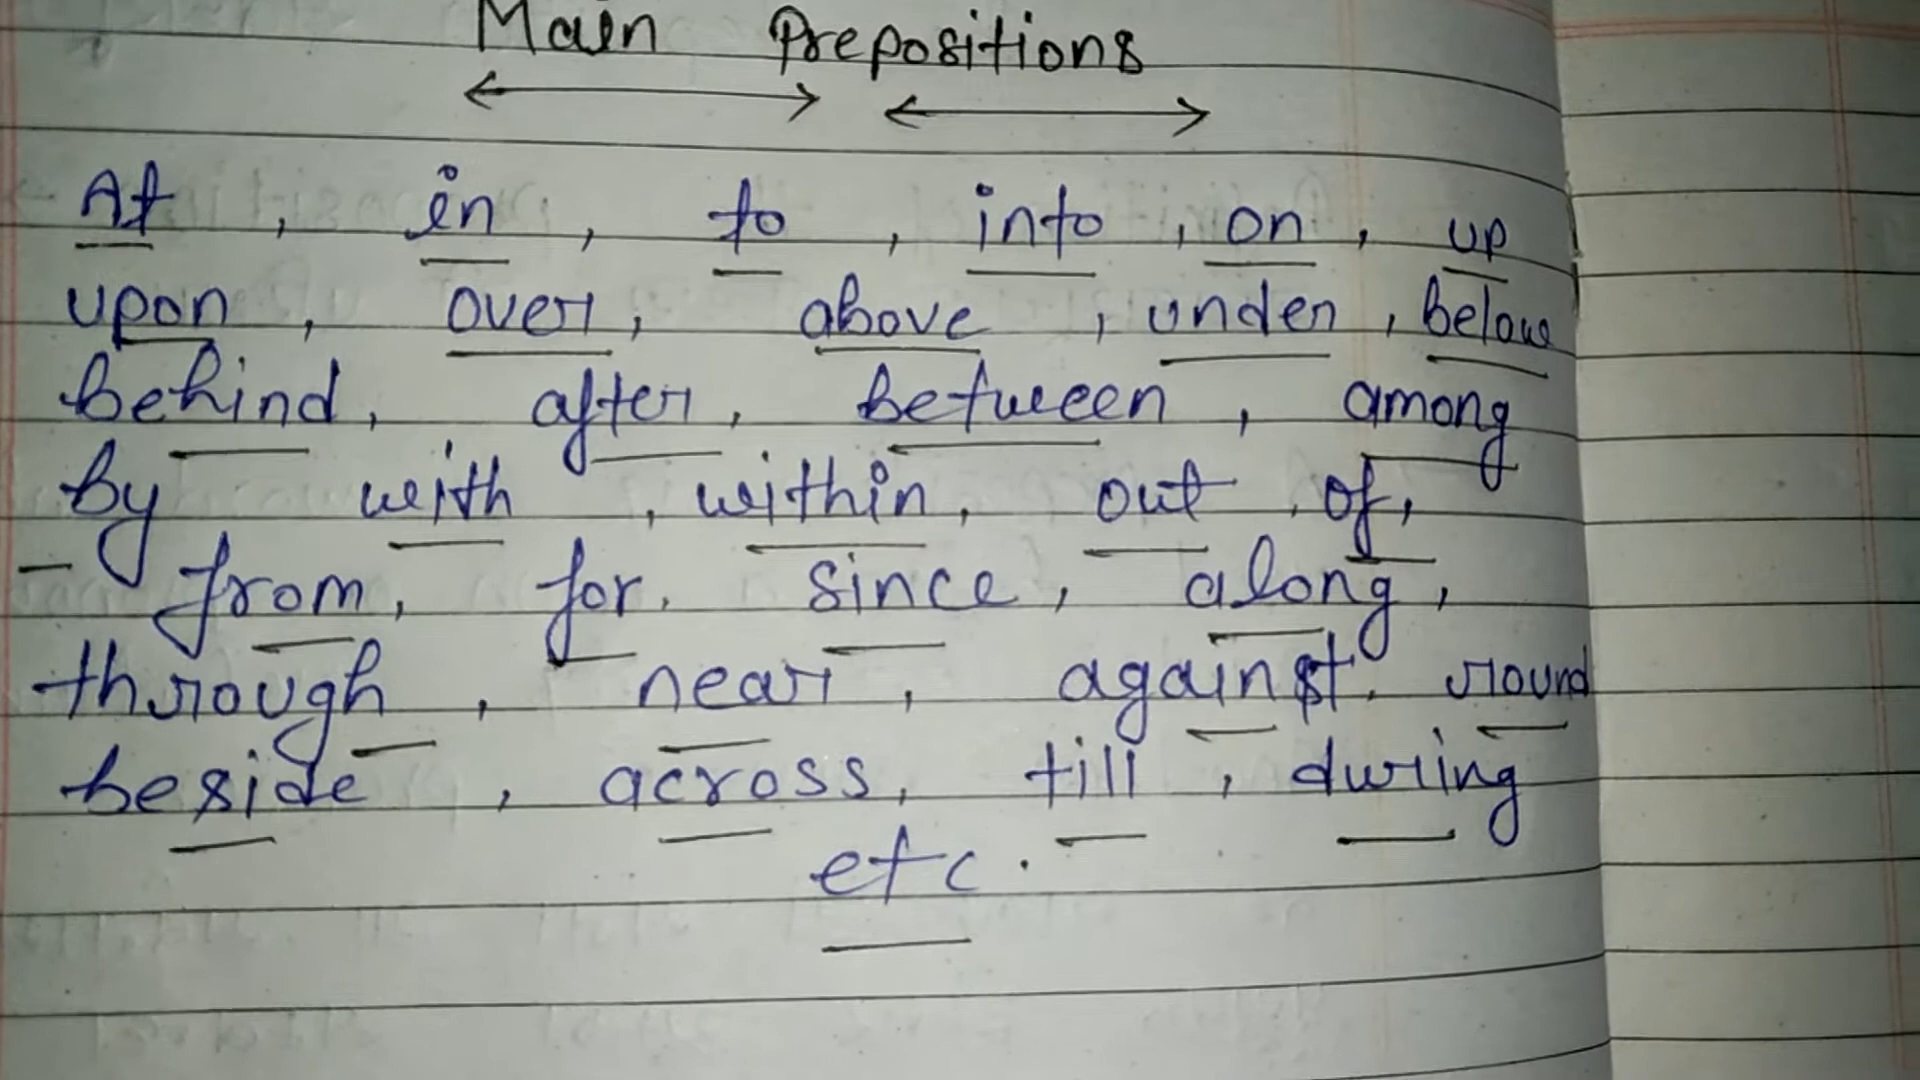 Main Prepositions
At , in , to , into , on , up
upon , over , above , under , below
behind , after , between , among
by with , within , out , of ,
from , for , since , along ,
through , near , against , round
beside , across , till , during
etc .